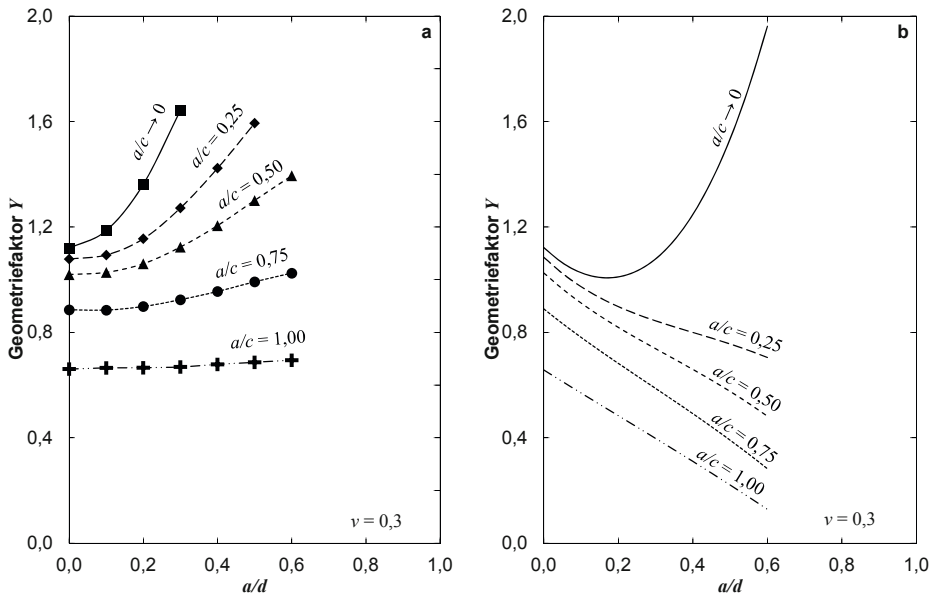 a
2,0
1,6
1,2
0,8
0,4
0,0
Geometriefaktor Y
a/c → 0
a/c = 0,25
a/c = 0,50
a/c = 0,75
a/c = 1,00
ν = 0,3
0,0 0,2 0,4 0,6 0,8 1,0
a/d
b
2,0
1,6
1,2
0,8
0,4
0,0
Geometriefaktor Y
a/c → 0
a/c = 0,25
a/c = 0,50
a/c = 0,75
a/c = 1,00
ν = 0,3
0,0 0,2 0,4 0,6 0,8 1,0
a/d